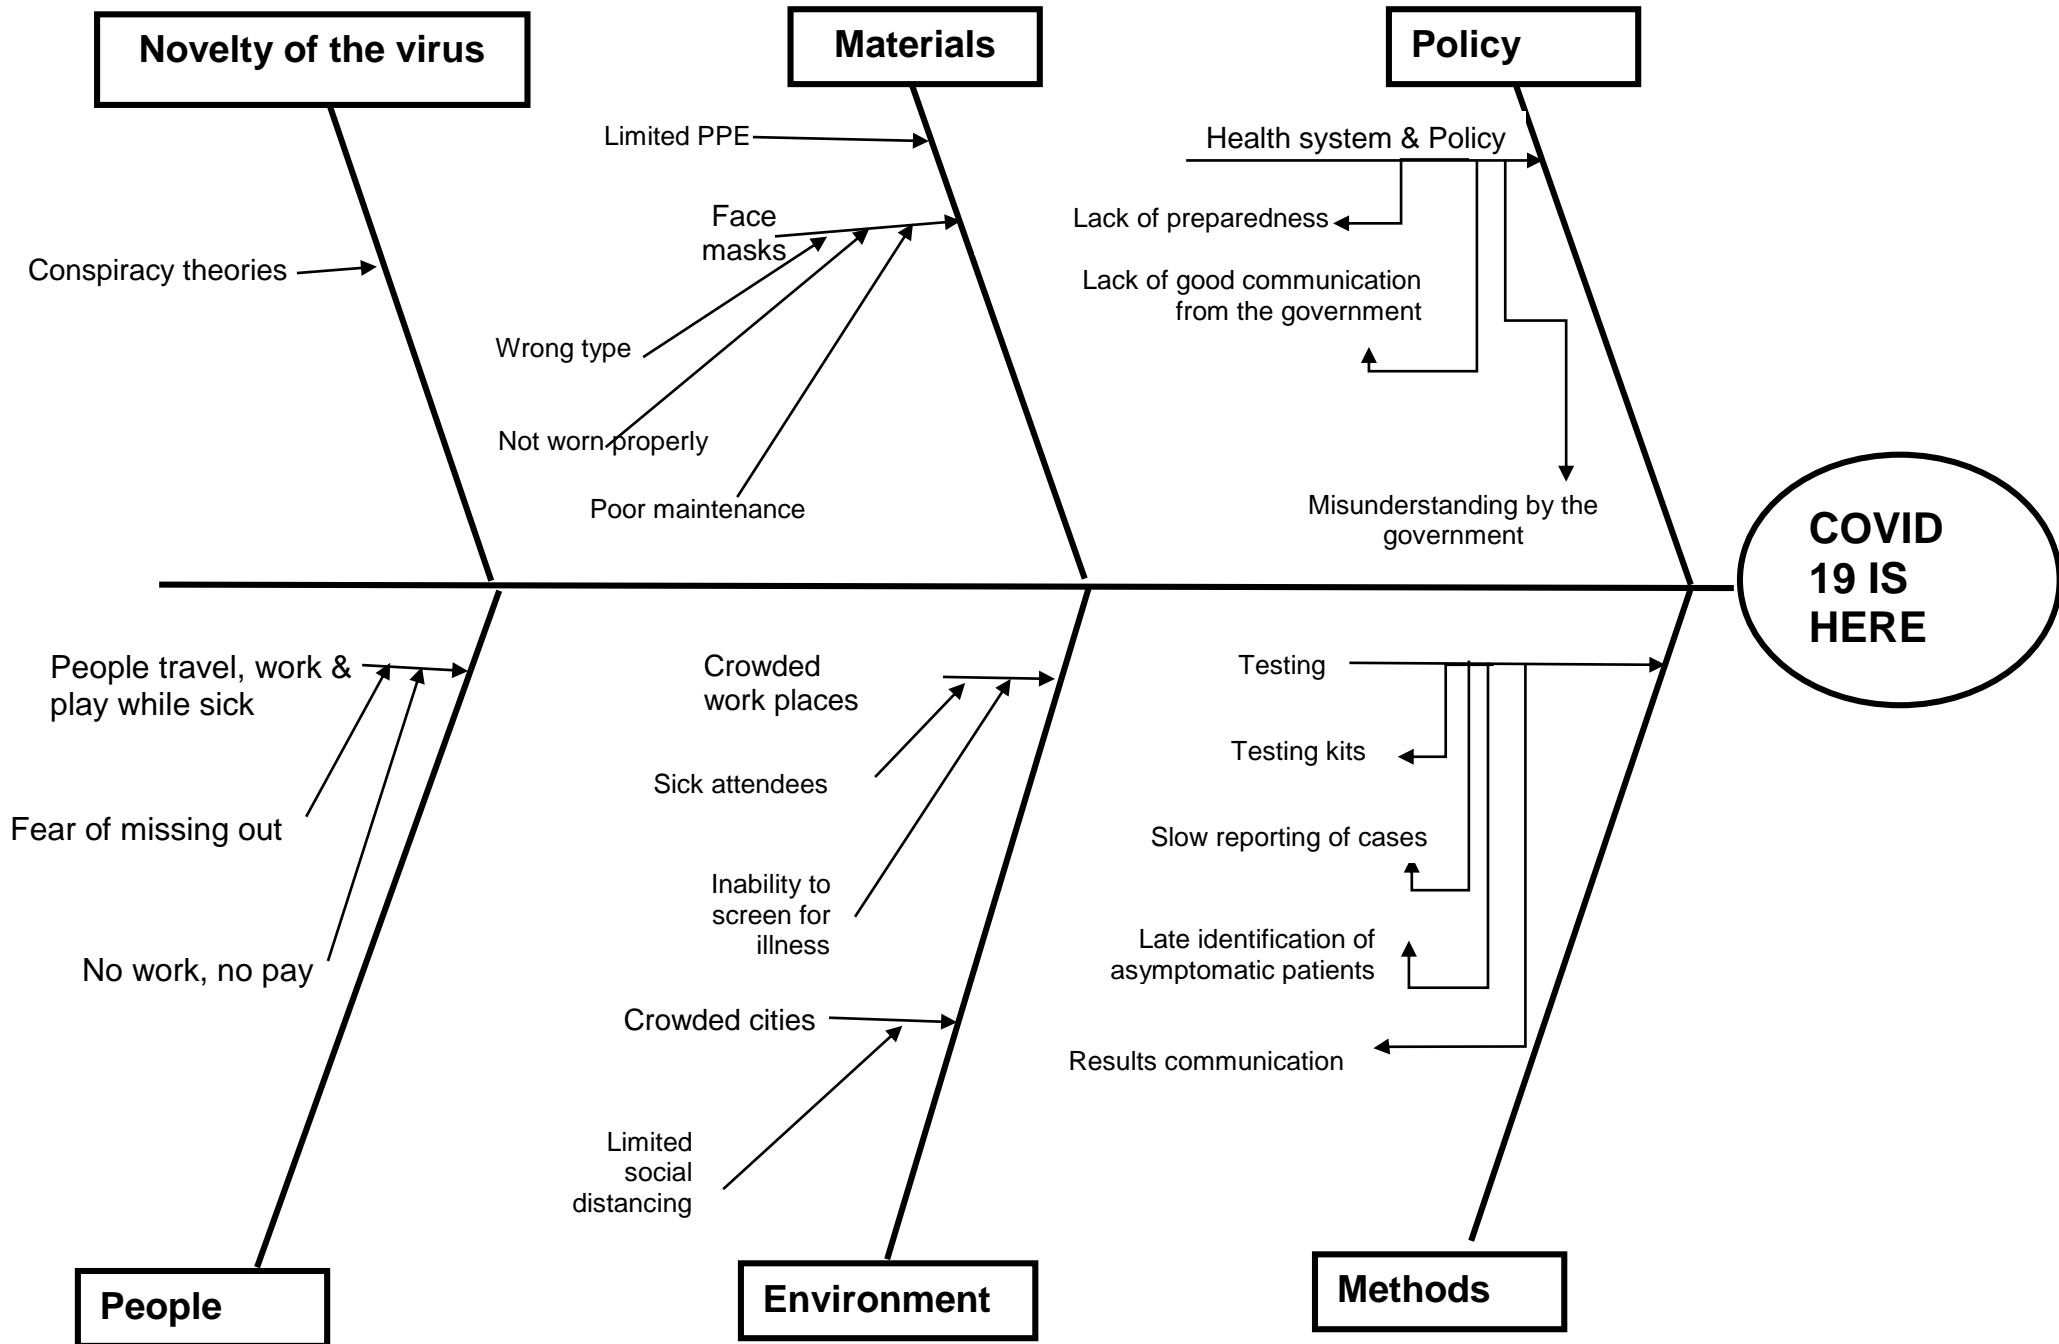 Novelty of the virus
Materials
Policy
Limited PPE
Health system & Policy
Face
masks
Lack of preparedness
Conspiracy theories
Lack of good communication
from the government
Wrong type
Not worn properly
Poor maintenance
Misunderstanding by the
government
COVID
19 IS
HERE
People travel, work &
play while sick
Crowded
work places
Testing
Testing kits
Sick attendees
Fear of missing out
Slow reporting of cases
Inability to
screen for
illness
Late identification of
asymptomatic patients
No work, no pay
Crowded cities
Results communication
Limited
social
distancing
People
Environment
Methods